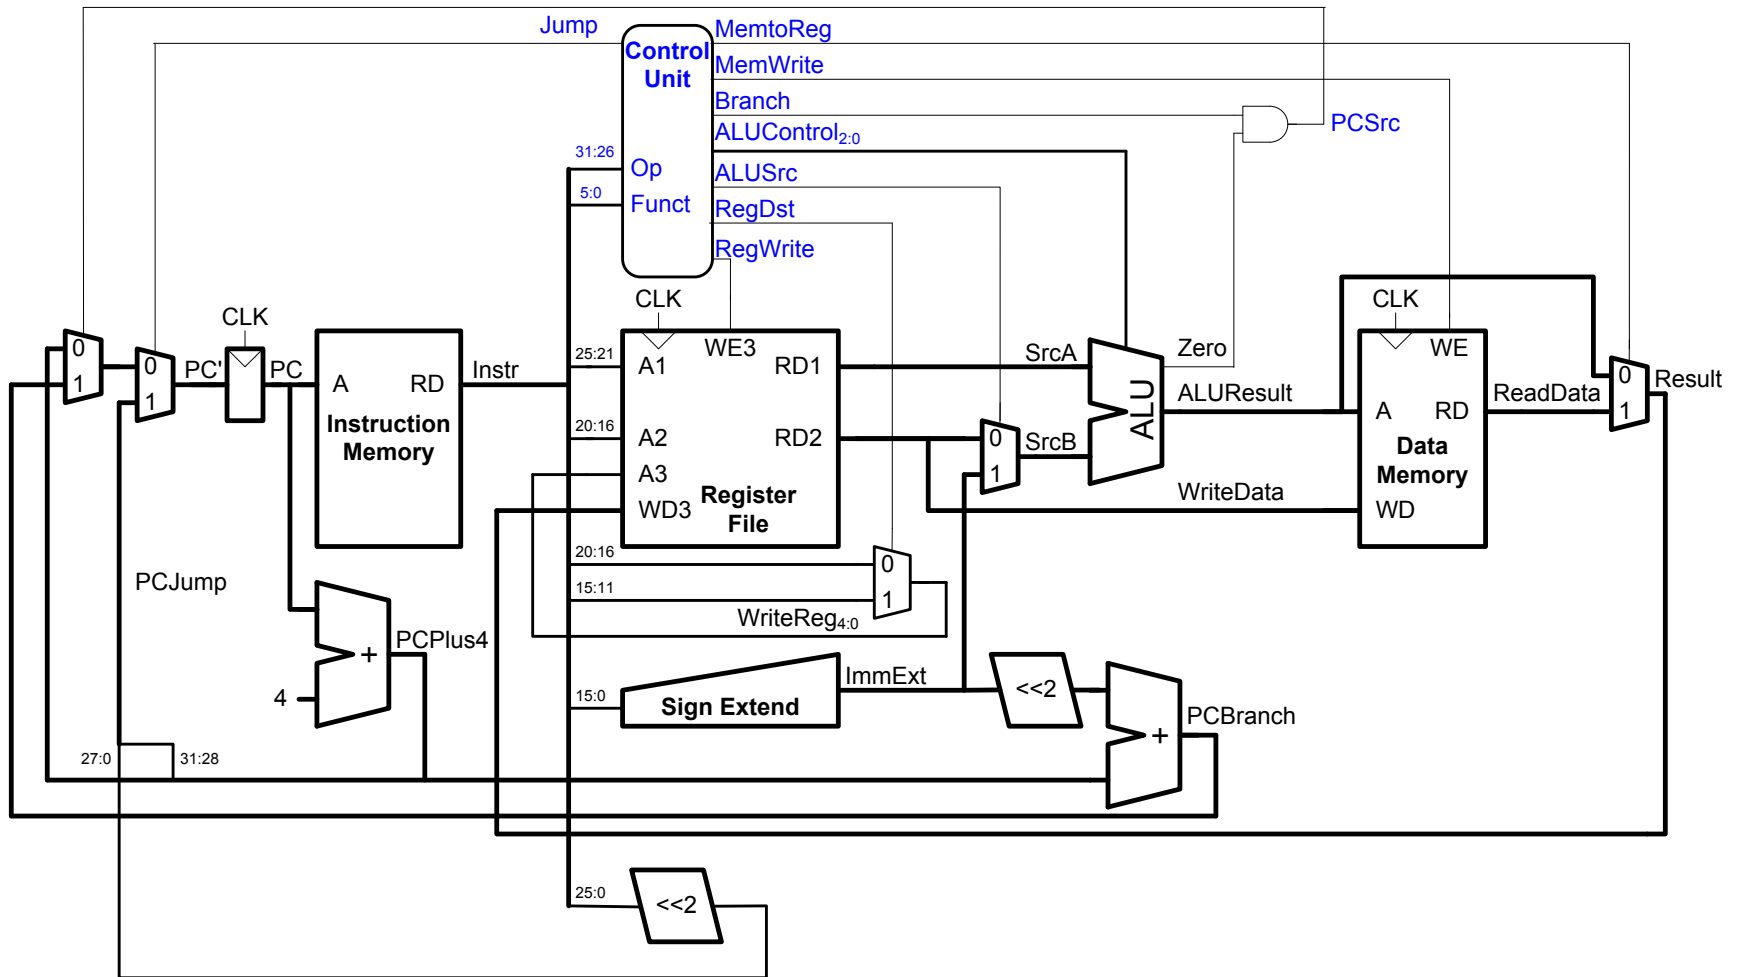 Jump
MemtoReg
Control
Unit
MemWrite
Branch
PCSrc
ALUControl2:0
31:26
Op
ALUSrc
5:0
Funct
RegDst
RegWrite
CLK
CLK
CLK
0
1
0
1
PC'
PC
A
RD
Instruction
Memory
Instr
25:21
A1
WE3
RD1
20:16
A2
RD2
A3
WD3
Register
File
SrcA
0
1
SrcB
ALU
Zero
ALUResult
WE
A
RD
Data
Memory
WD
WriteData
ReadData
0
1
Result
20:16
0
15:11
1
WriteReg4:0
PCJump
PCPlus4
+
4
15:0
Sign Extend
ImmExt
<<2
+
PCBranch
27:0
31:28
25:0
<<2